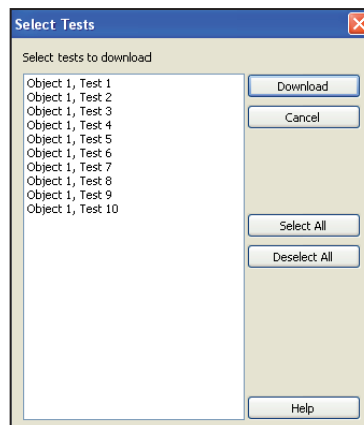 Select Tests
Select tests to download
Object 1, Test 1
Object 1, Test 2
Object 1, Test 3
Object 1, Test 4
Object 1, Test 5
Object 1, Test 6
Object 1, Test 7
Object 1, Test 8
Object 1, Test 9
Object 1, Test 10
Download
Cancel
Select All
Deselect All
Help